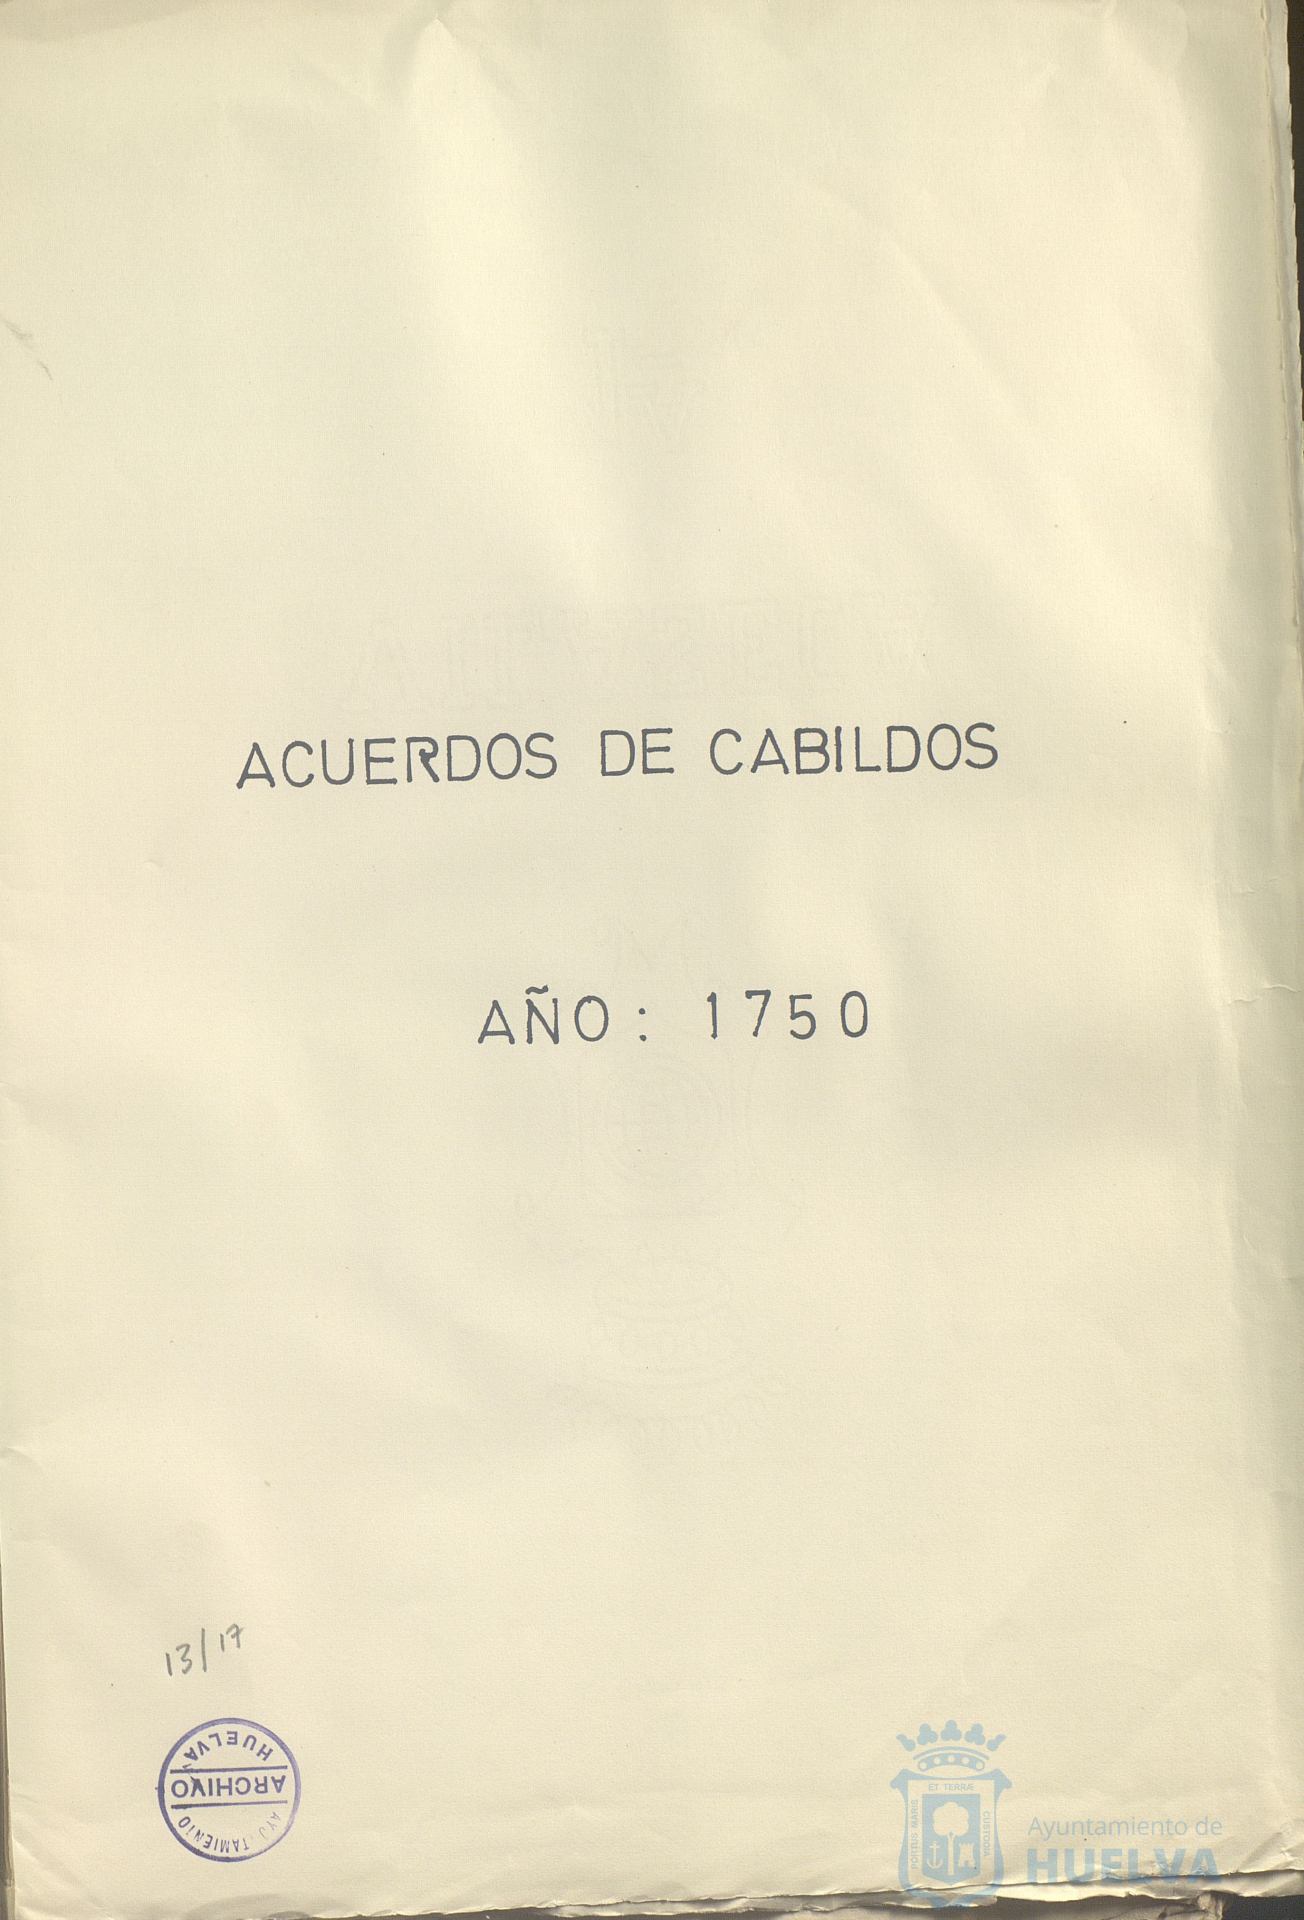 ACUERDOS DE CABILDOS
AÑO: 1750
13/17
AYUNTAMIENTO
ARCHIVO
HUELVA
ET TERRÆ
PORTUS MARIS
CUSTODIA
Ayuntamiento de
HUELVA